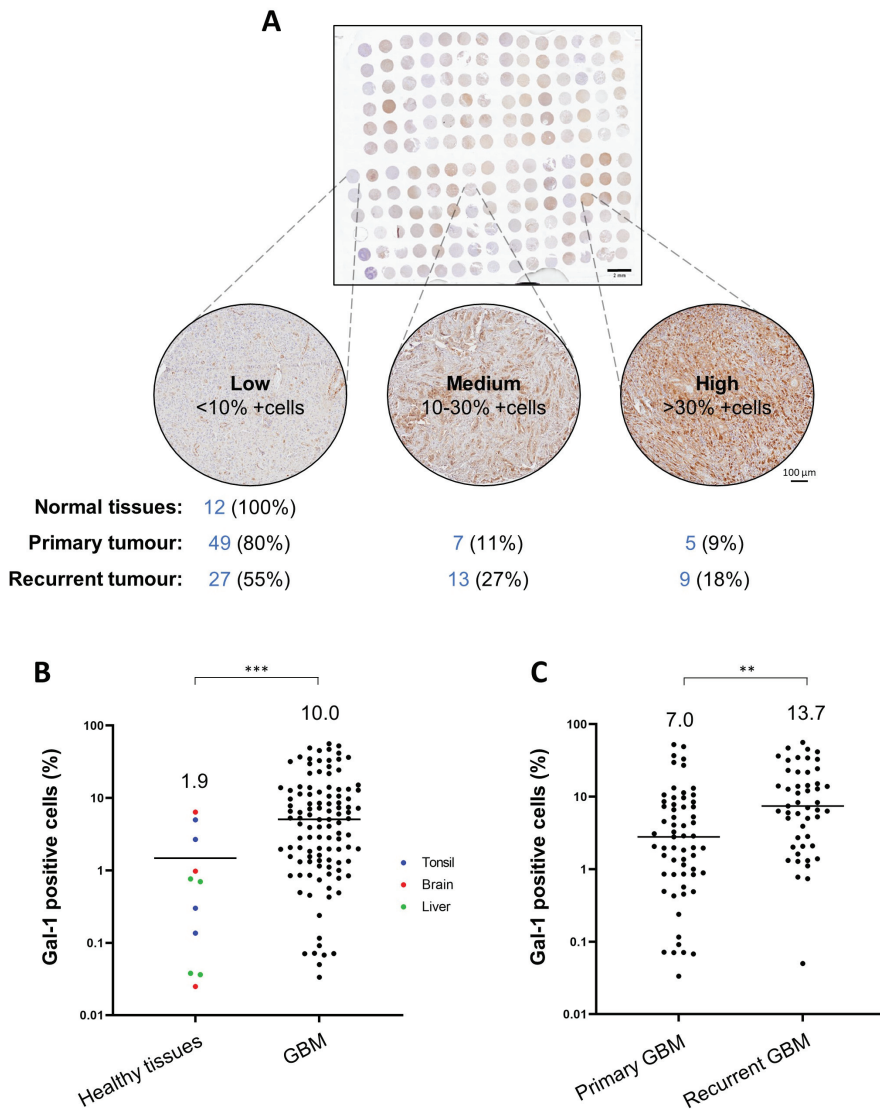 A
2 mm
Low
<10% +cells
Medium
10-30% +cells
High
>30% +cells
100 μm
Normal tissues: 12 (100%)
Primary tumour: 49 (80%) 7 (11%) 5 (9%)
Recurrent tumour: 27 (55%) 13 (27%) 9 (18%)
B
***
10.0
1.9
100
10
1
0.1
0.01
Gal-1 positive cells (%)
Healthy tissues
GBM
Tonsil
Brain
Liver
C
**
7.0
13.7
100
10
1
0.1
0.01
Gal-1 positive cells (%)
Primary GBM
Recurrent GBM